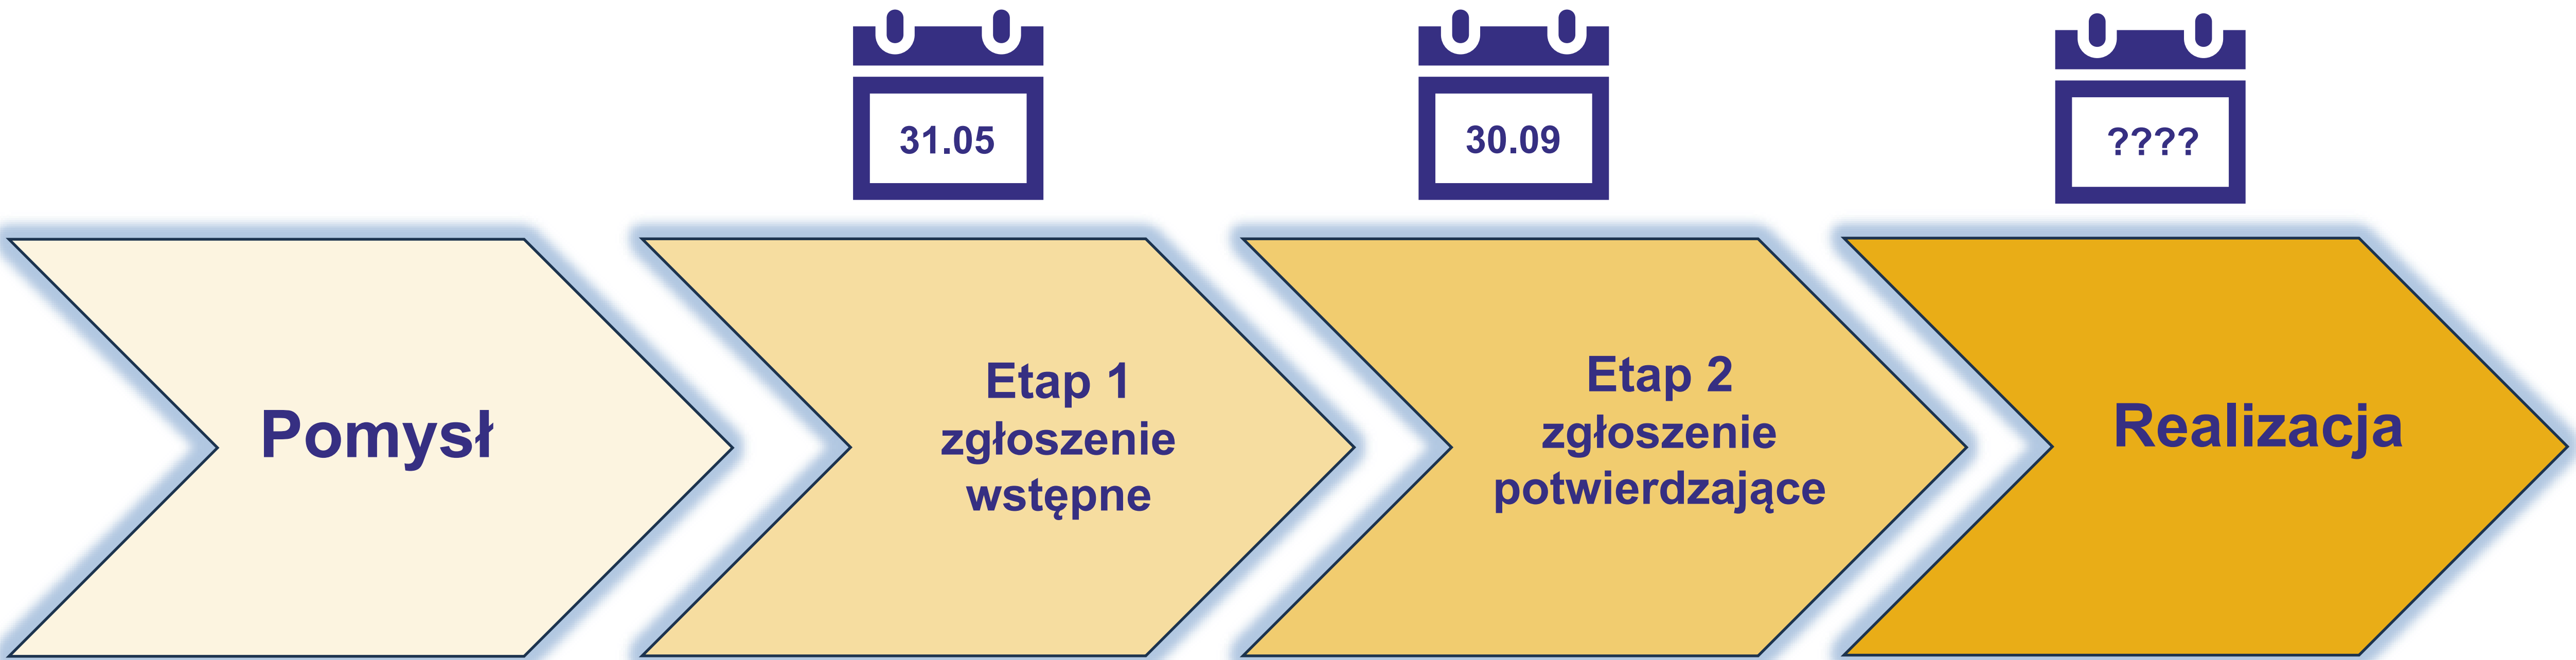 31.05
30.09
????
Pomysł
Etap 1
zgłoszenie
wstępne
Etap 2
zgłoszenie
potwierdzające
Realizacja